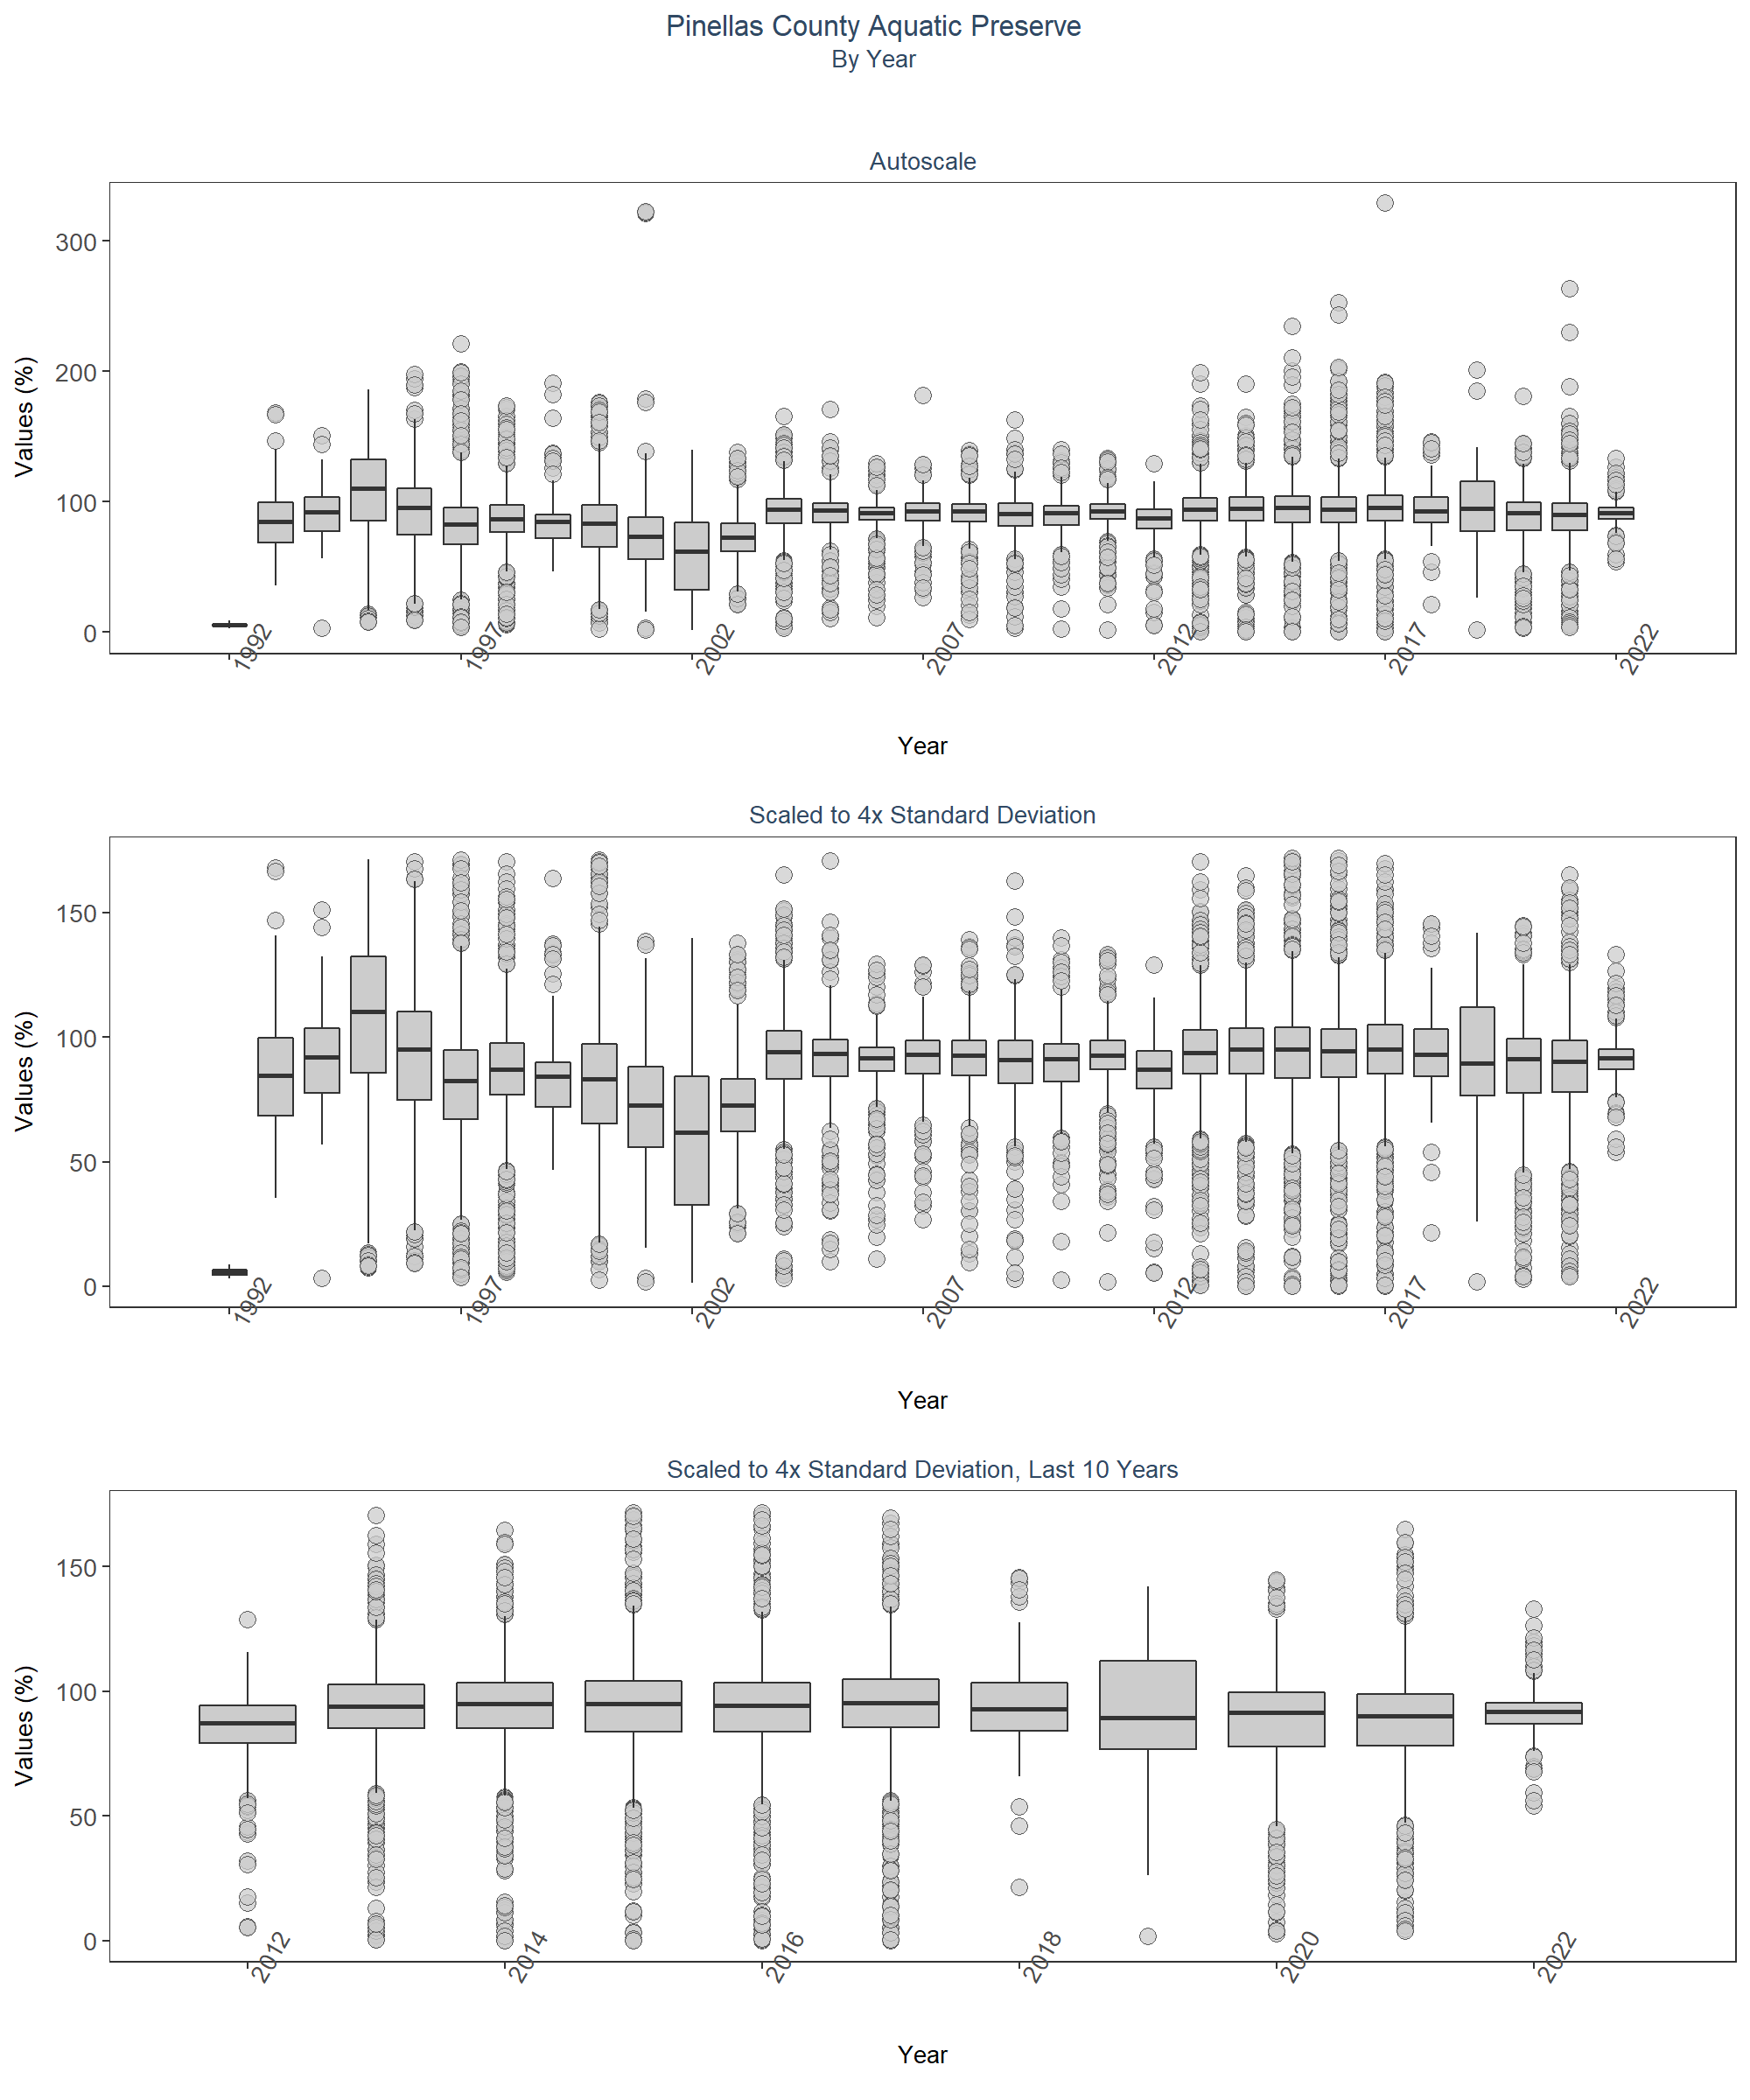 Pinellas County Aquatic Preserve
By Year
Autoscale
Values (%)
300
200
100
0
1992
1997
2002
2007
2012
2017
2022
Year
Scaled to 4x Standard Deviation
Values (%)
150
100
50
0
1992
1997
2002
2007
2012
2017
2022
Year
Scaled to 4x Standard Deviation, Last 10 Years
Values (%)
150
100
50
0
2012
2014
2016
2018
2020
2022
Year